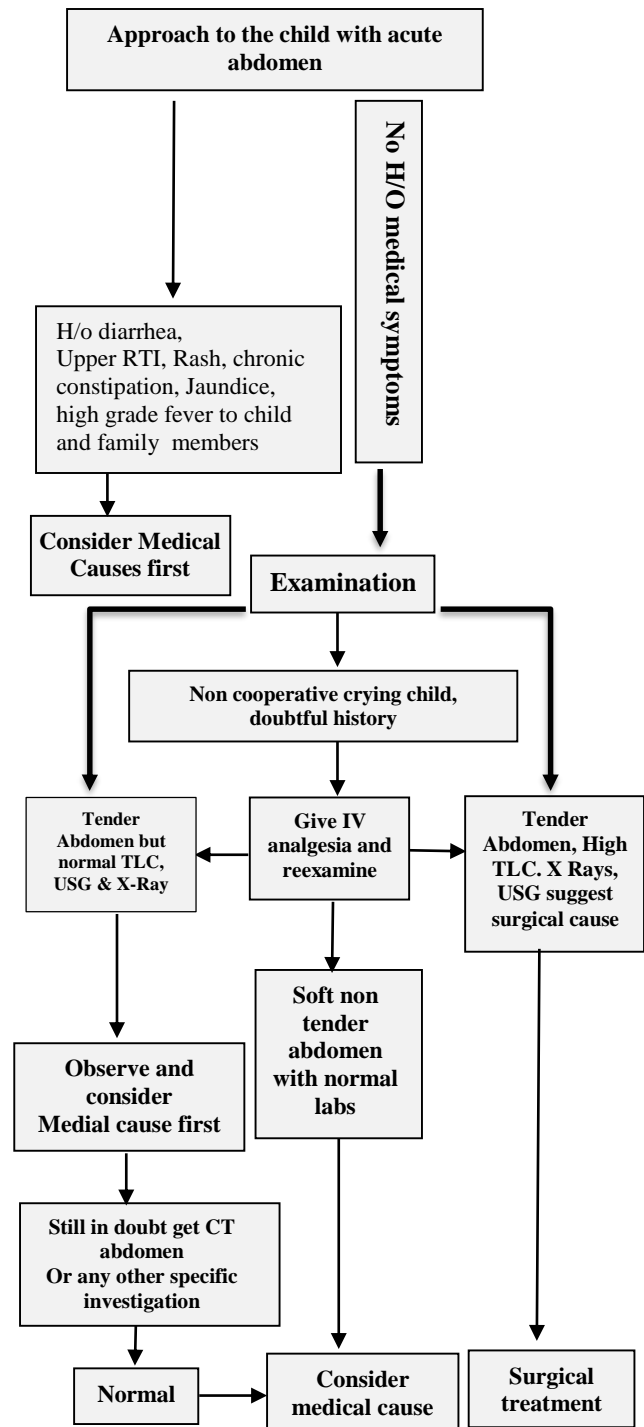 Approach to the child with acute
abdomen
No H/O medical symptoms
H/o diarrhea,
Upper RTI, Rash, chronic
constipation, Jaundice,
high grade fever to child
and family members
Consider Medical
Causes first
Examination
Non cooperative crying child,
doubtful history
Tender
Abdomen but
normal TLC,
USG & X-Ray
Give IV
analgesia and
reexamine
Tender
Abdomen, High
TLC. X Rays,
USG suggest
surgical cause
Soft non
tender
abdomen
with normal
labs
Observe and
consider
Medial cause first
Still in doubt get CT
abdomen
Or any other specific
investigation
Normal
Consider
medical cause
Surgical
treatment